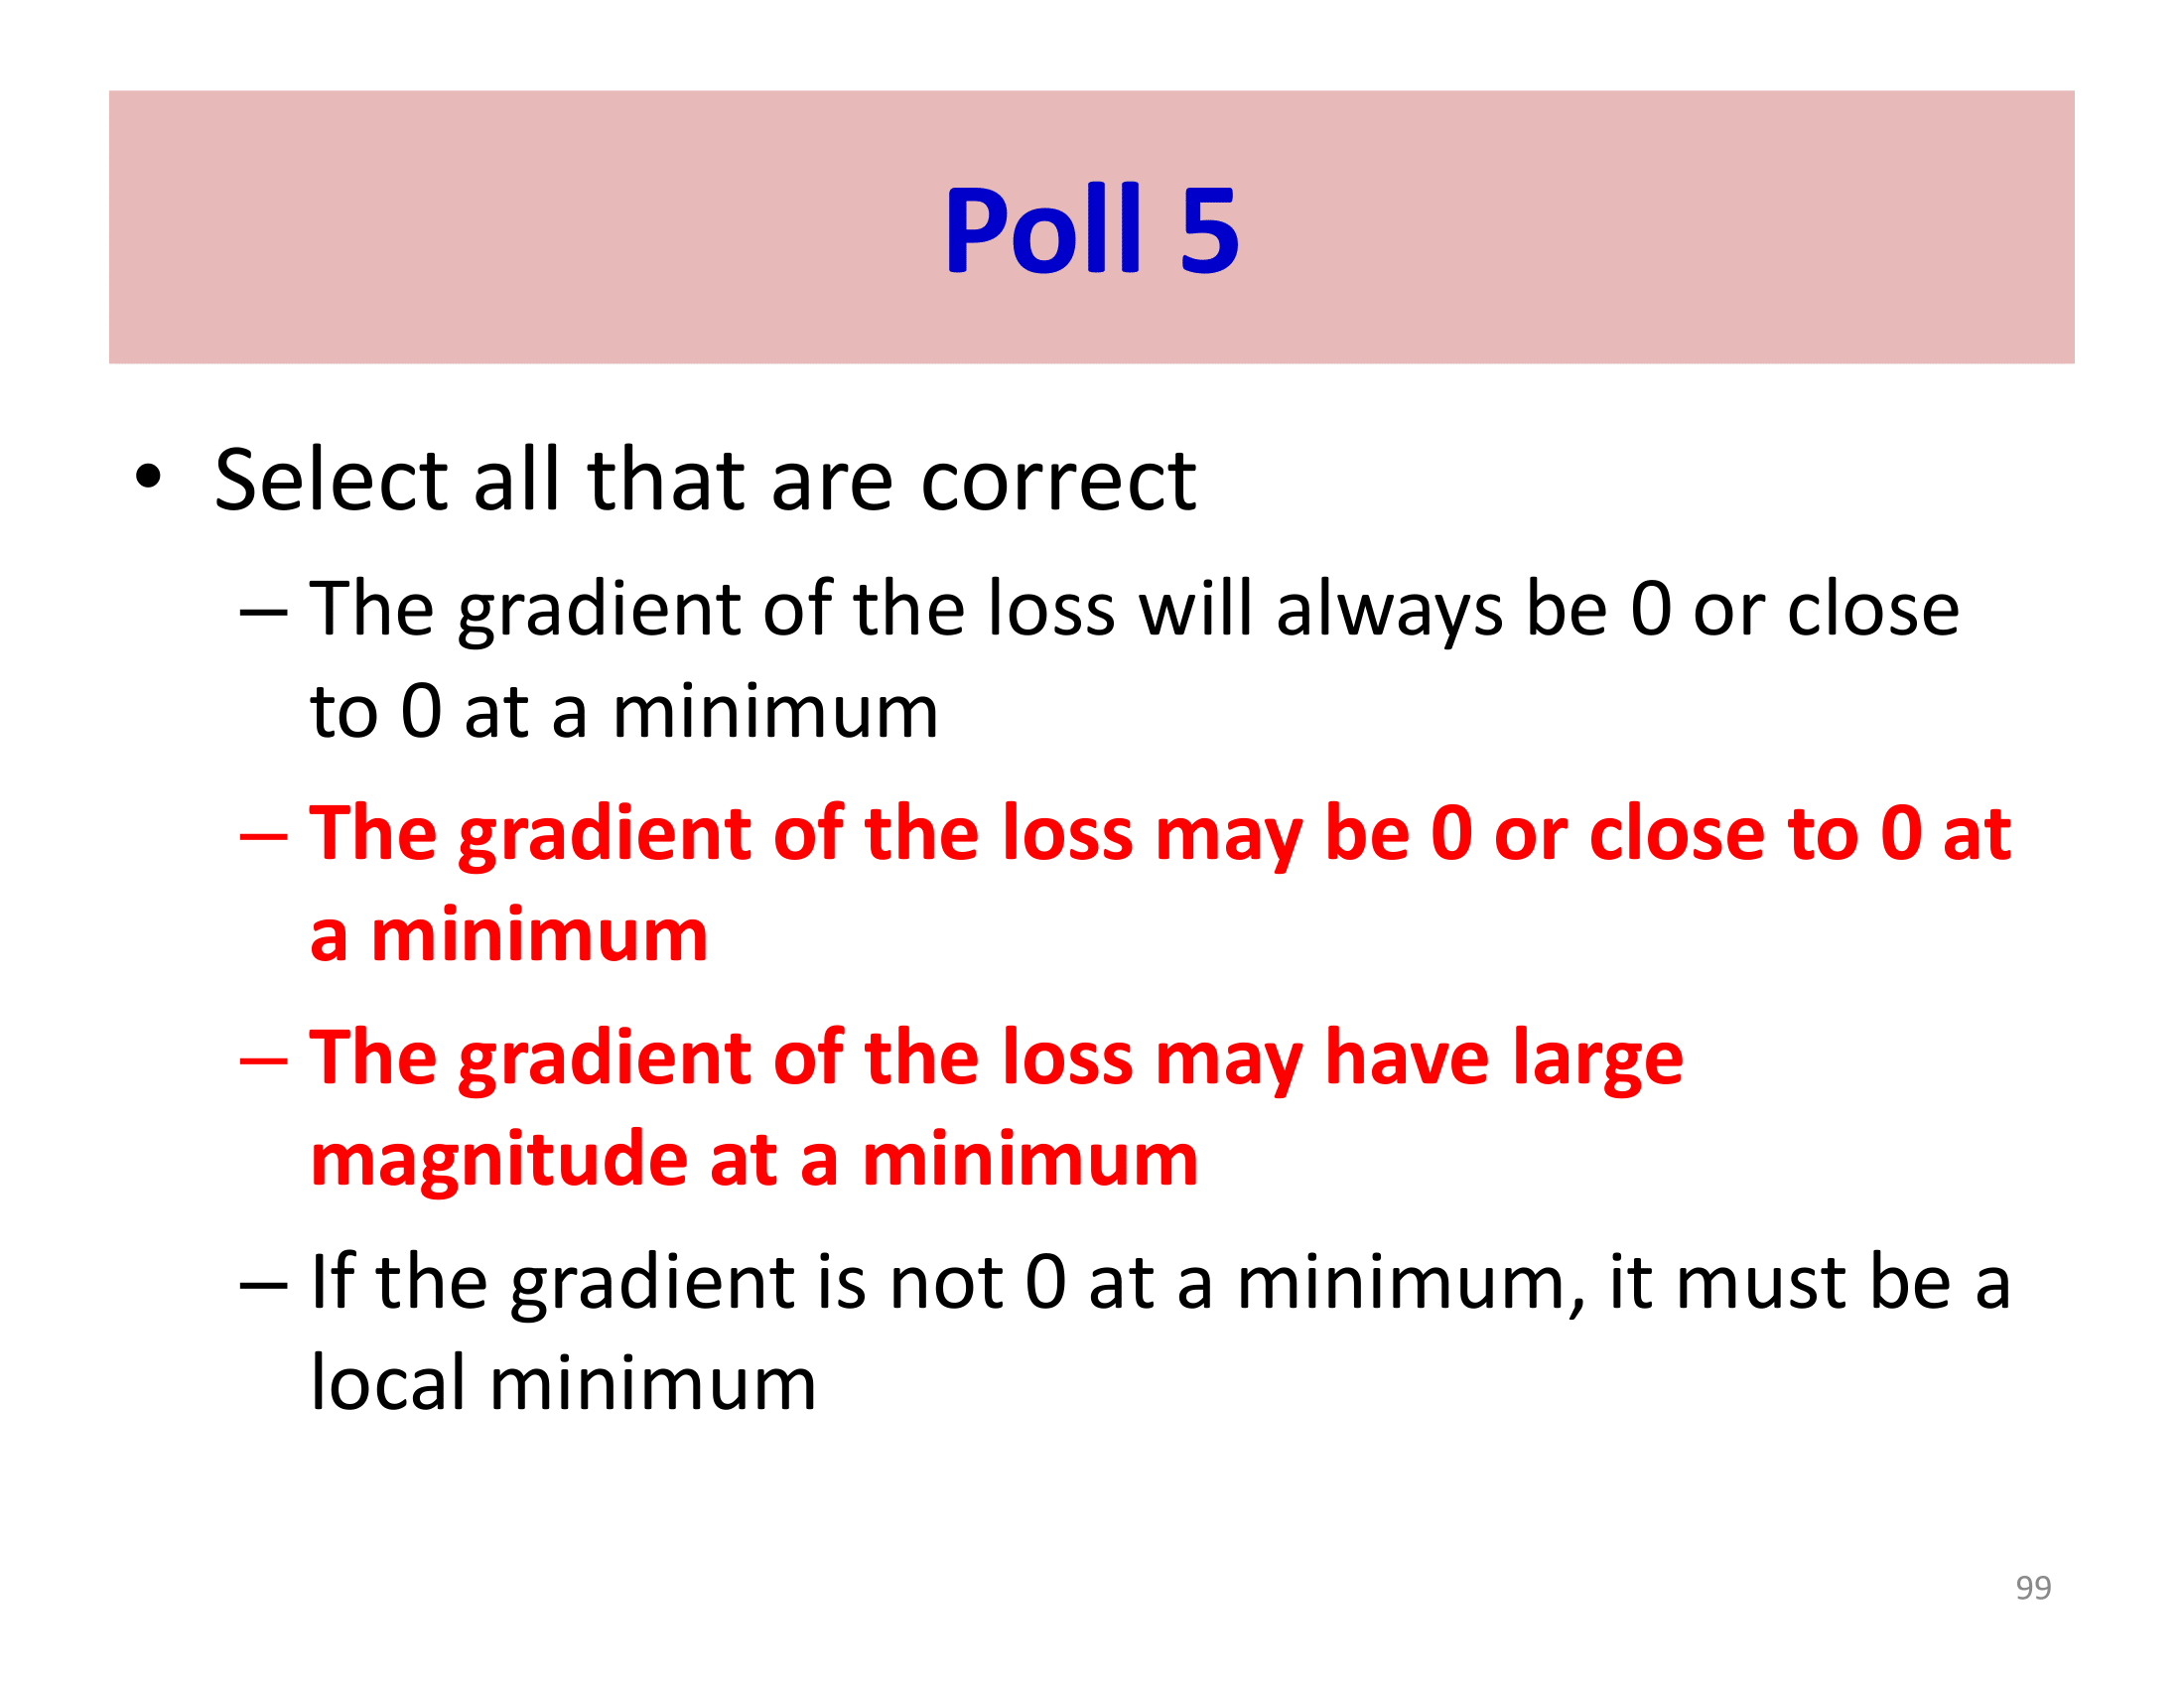 Poll 5
• Select all that are correct
– The gradient of the loss will always be 0 or close
to 0 at a minimum
– The gradient of the loss may be 0 or close to 0 at
a minimum
– The gradient of the loss may have large
magnitude at a minimum
– If the gradient is not 0 at a minimum, it must be a
local minimum
99